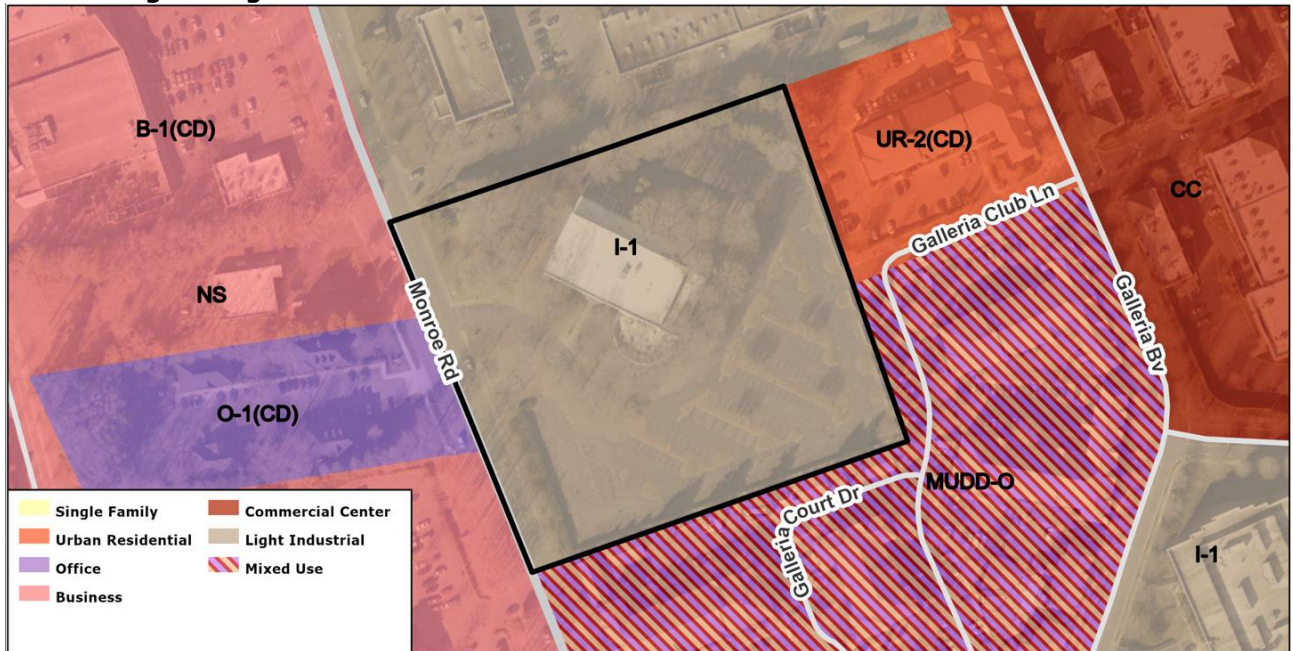 B-1(CD)
UR-2(CD)
CC
Galleria Club Ln
I-1
NS
Monroe Rd
Galleria Bv
O-1(CD)
MUDD-O
Galleria Court Dr
I-1
Single Family
Urban Residential
Office
Business
Commercial Center
Light Industrial
Mixed Use